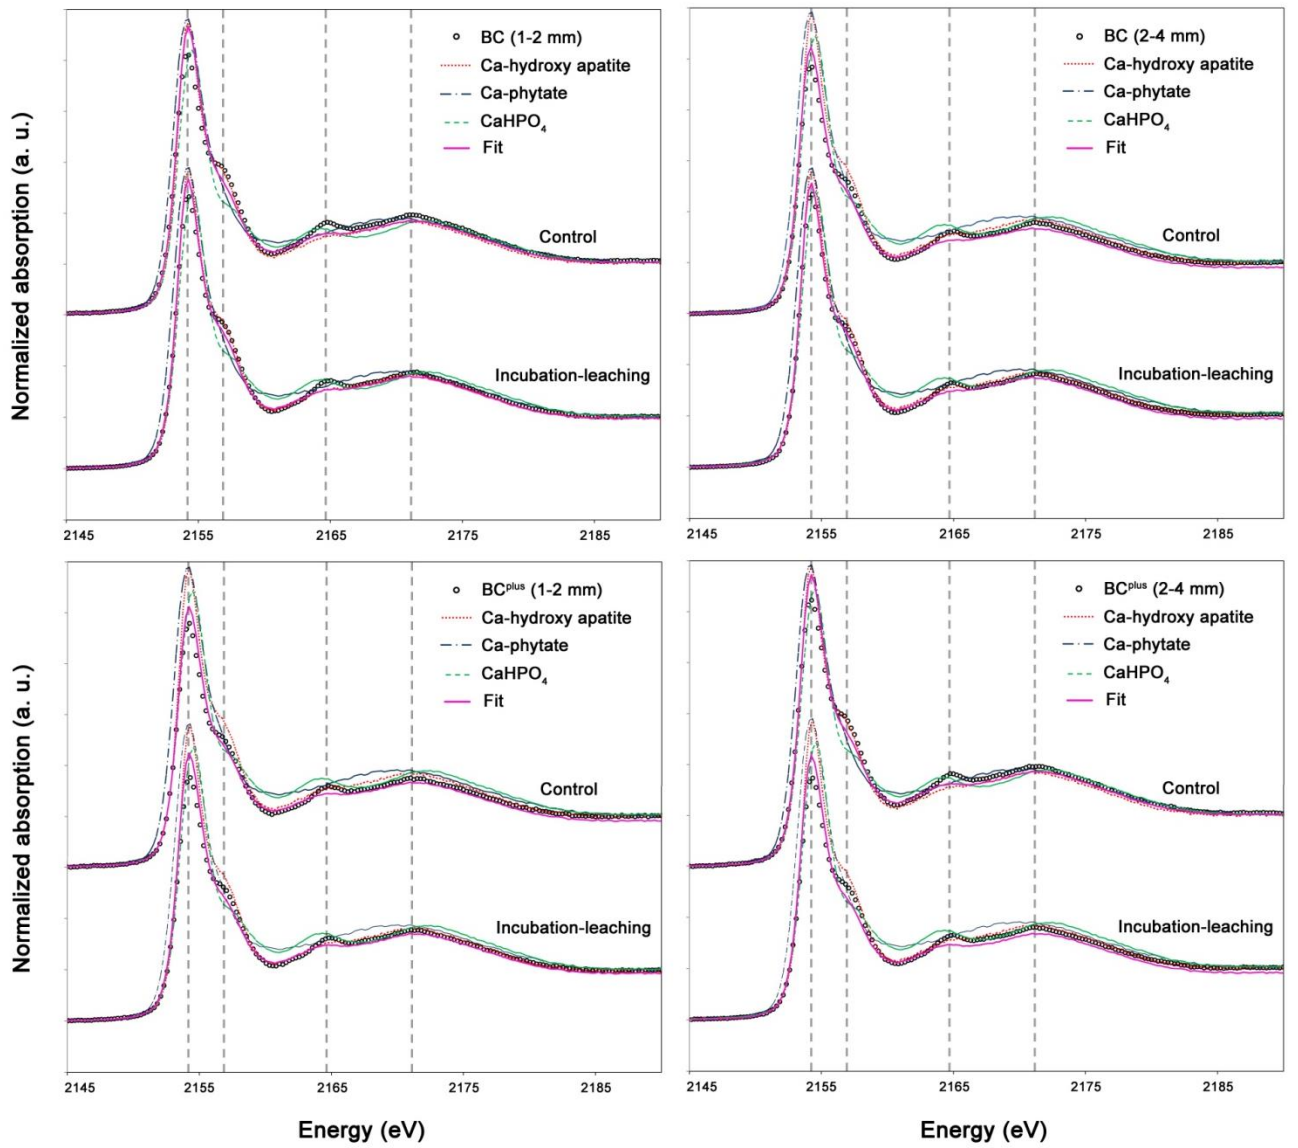 Normalized absorption (a. u.)
BC (1-2 mm)
Ca-hydroxy apatite
Ca-phytate
CaHPO₄
Fit
Control
Incubation-leaching
2145 2155 2165 2175 2185
Normalized absorption (a. u.)
BC (2-4 mm)
Ca-hydroxy apatite
Ca-phytate
CaHPO₄
Fit
Control
Incubation-leaching
2145 2155 2165 2175 2185
Normalized absorption (a. u.)
BCᵖˡᵘˢ (1-2 mm)
Ca-hydroxy apatite
Ca-phytate
CaHPO₄
Fit
Control
Incubation-leaching
2145 2155 2165 2175 2185
Energy (eV)
Normalized absorption (a. u.)
BCᵖˡᵘˢ (2-4 mm)
Ca-hydroxy apatite
Ca-phytate
CaHPO₄
Fit
Control
Incubation-leaching
2145 2155 2165 2175 2185
Energy (eV)